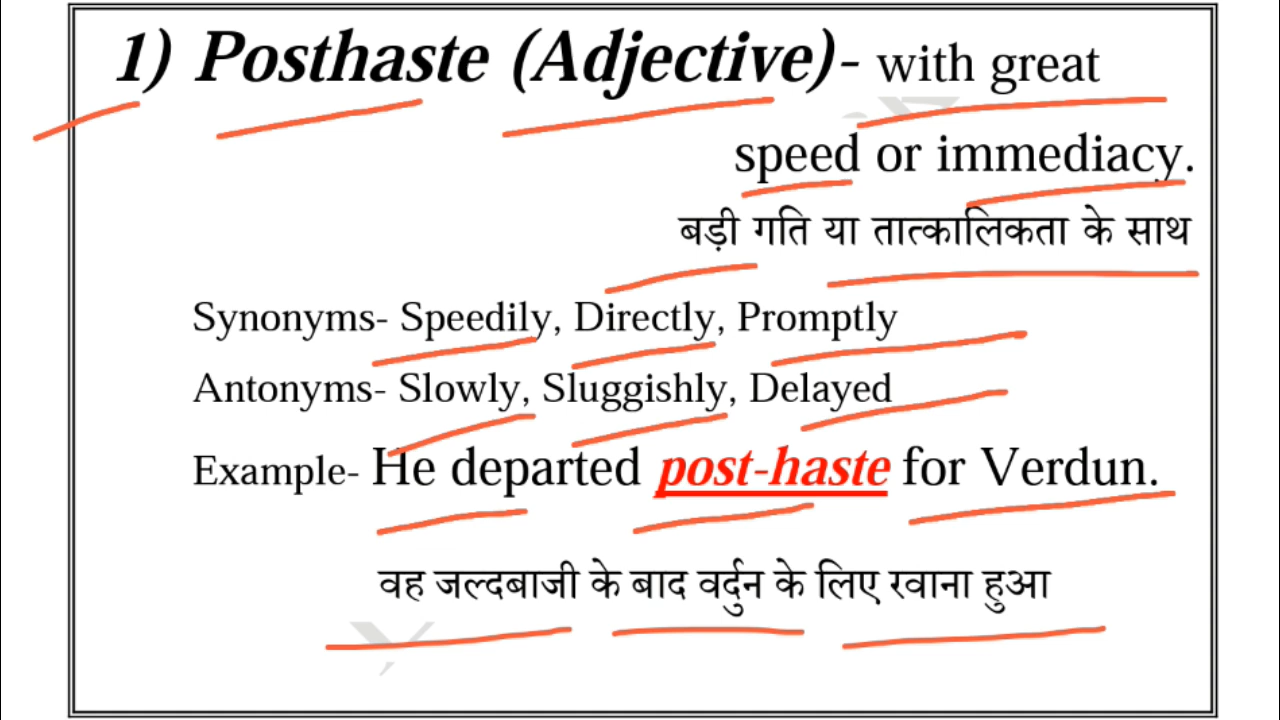 1) Posthaste (Adjective)- with great
speed or immediacy.
बड़ी गति या तात्कालिकता के साथ
Synonyms- Speedily, Directly, Promptly
Antonyms- Slowly, Sluggishly, Delayed
Example- He departed post-haste for Verdun.
वह जल्दबाजी के बाद वर्दुन के लिए रवाना हुआ